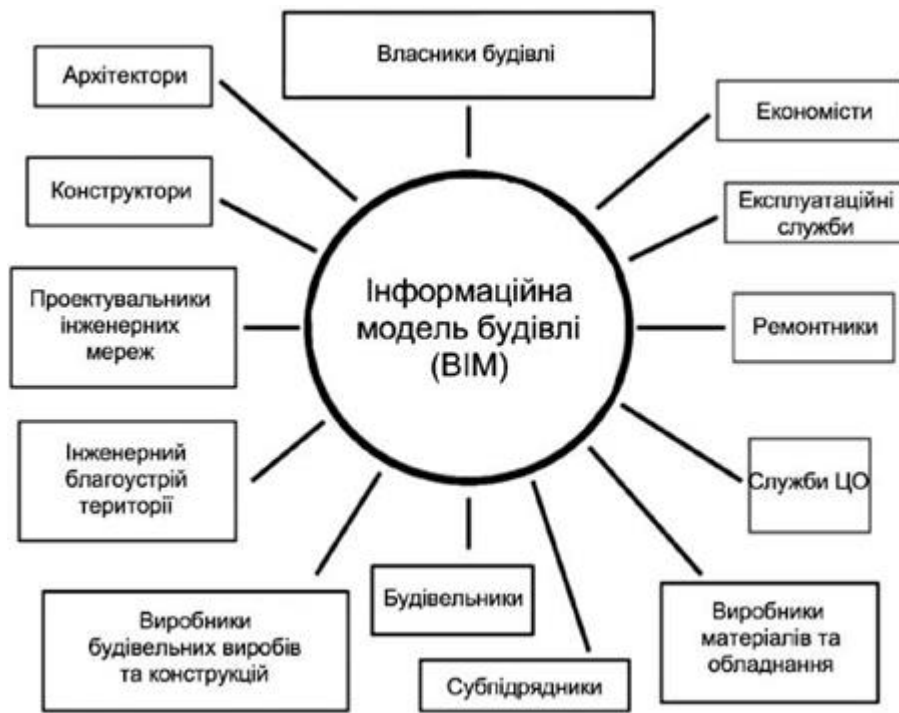 Власники будівлі
Архітектори
Економісти
Конструктори
Експлуатаційні
служби
Проектувальники
інженерних
мереж
Інформаційна
модель будівлі
(ВІМ)
Ремонтники
Інженерний
благоустрій
території
Служби ЦО
Виробники
будівельних виробів
та конструкцій
Будівельники
Субпідрядники
Виробники
матеріалів та
обладнання